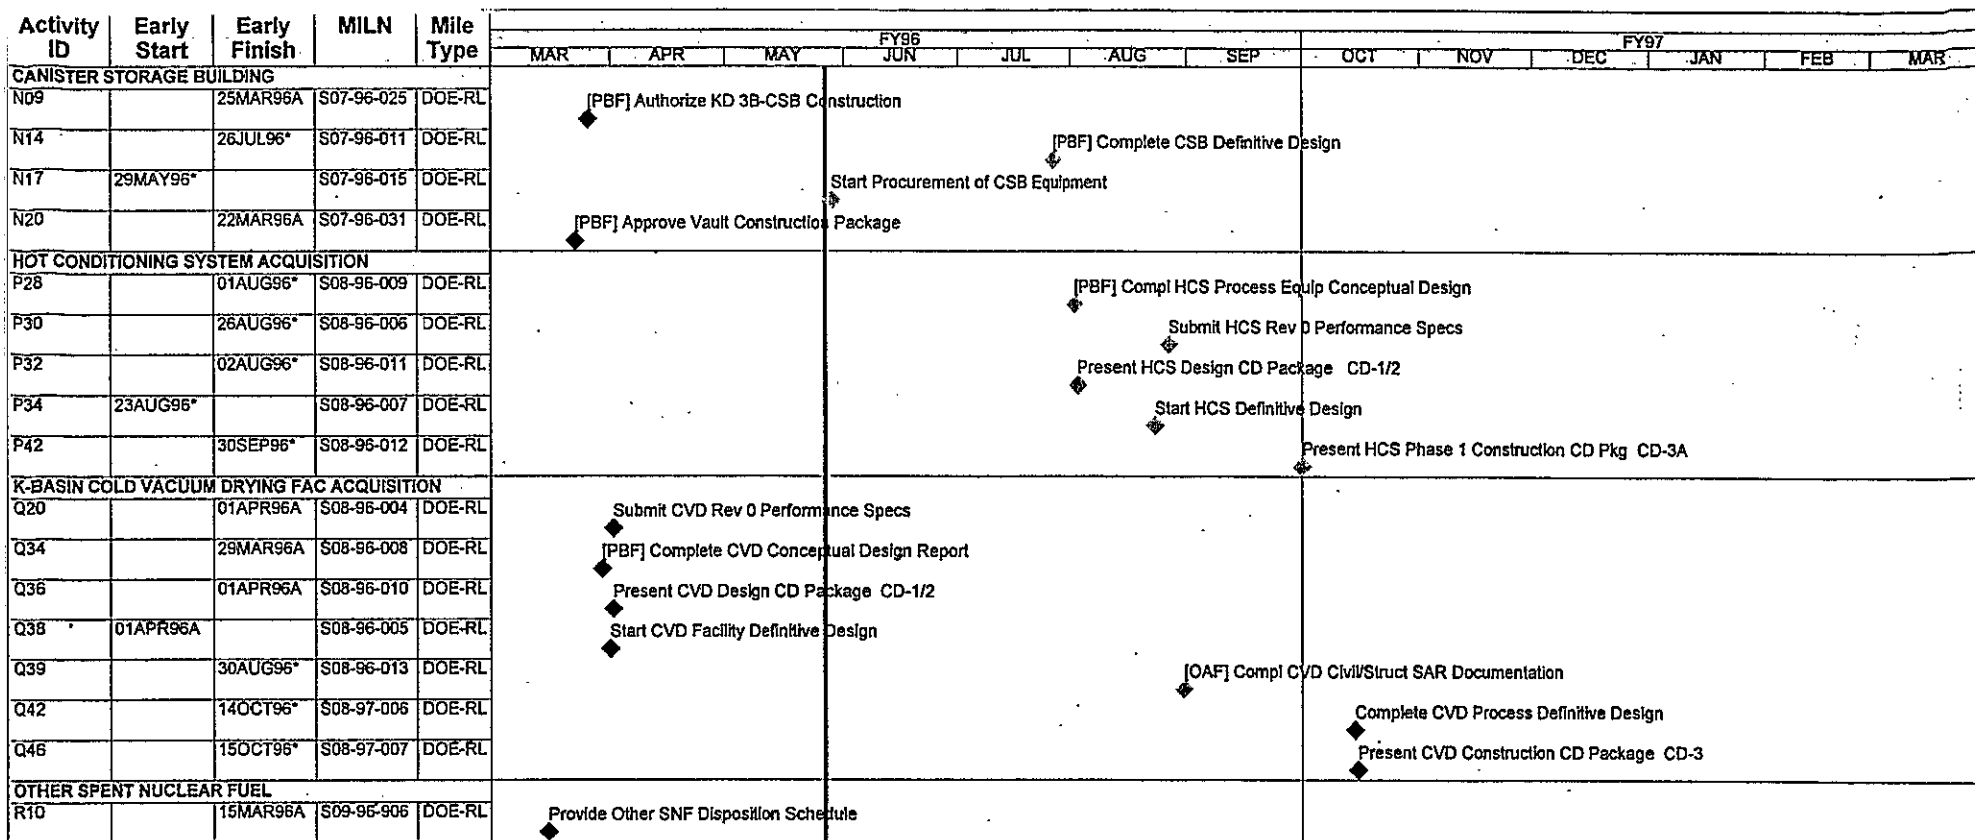 Activity ID Early Start Early Finish MILN Mile Type
FY96 FY97
MAR APR MAY JUN JUL AUG SEP OCT NOV DEC JAN FEB MAR
CANISTER STORAGE BUILDING
N09 25MAR96A S07-96-025 DOE-RL [PBF] Authorize KD 3B-CSB Construction
N14 26JUL96* S07-96-011 DOE-RL [PBF] Complete CSB Definitive Design
N17 29MAY96* S07-96-015 DOE-RL Start Procurement of CSB Equipment
N20 22MAR96A S07-96-031 DOE-RL [PBF] Approve Vault Construction Package
HOT CONDITIONING SYSTEM ACQUISITION
P28 01AUG96* S08-96-009 DOE-RL [PBF] Compl HCS Process Equip Conceptual Design
P30 26AUG96* S08-96-006 DOE-RL Submit HCS Rev 0 Performance Specs
P32 02AUG96* S08-96-011 DOE-RL Present HCS Design CD Package CD-1/2
P34 23AUG96* S08-96-007 DOE-RL Start HCS Definitive Design
P42 30SEP96* S08-96-012 DOE-RL Present HCS Phase 1 Construction CD Pkg CD-3A
K-BASIN COLD VACUUM DRYING FAC ACQUISITION
Q20 01APR96A S08-96-004 DOE-RL Submit CVD Rev 0 Performance Specs
Q34 29MAR96A S08-96-008 DOE-RL [PBF] Complete CVD Conceptual Design Report
Q36 01APR96A S08-96-010 DOE-RL Present CVD Design CD Package CD-1/2
Q38 01APR96A S08-96-005 DOE-RL Start CVD Facility Definitive Design
Q39 30AUG96* S08-96-013 DOE-RL [OAF] Compl CVD Civil/Struct SAR Documentation
Q42 14OCT96* S08-97-006 DOE-RL Complete CVD Process Definitive Design
Q46 15OCT96* S08-97-007 DOE-RL Present CVD Construction CD Package CD-3
OTHER SPENT NUCLEAR FUEL
R10 15MAR96A S09-96-906 DOE-RL Provide Other SNF Disposition Schedule